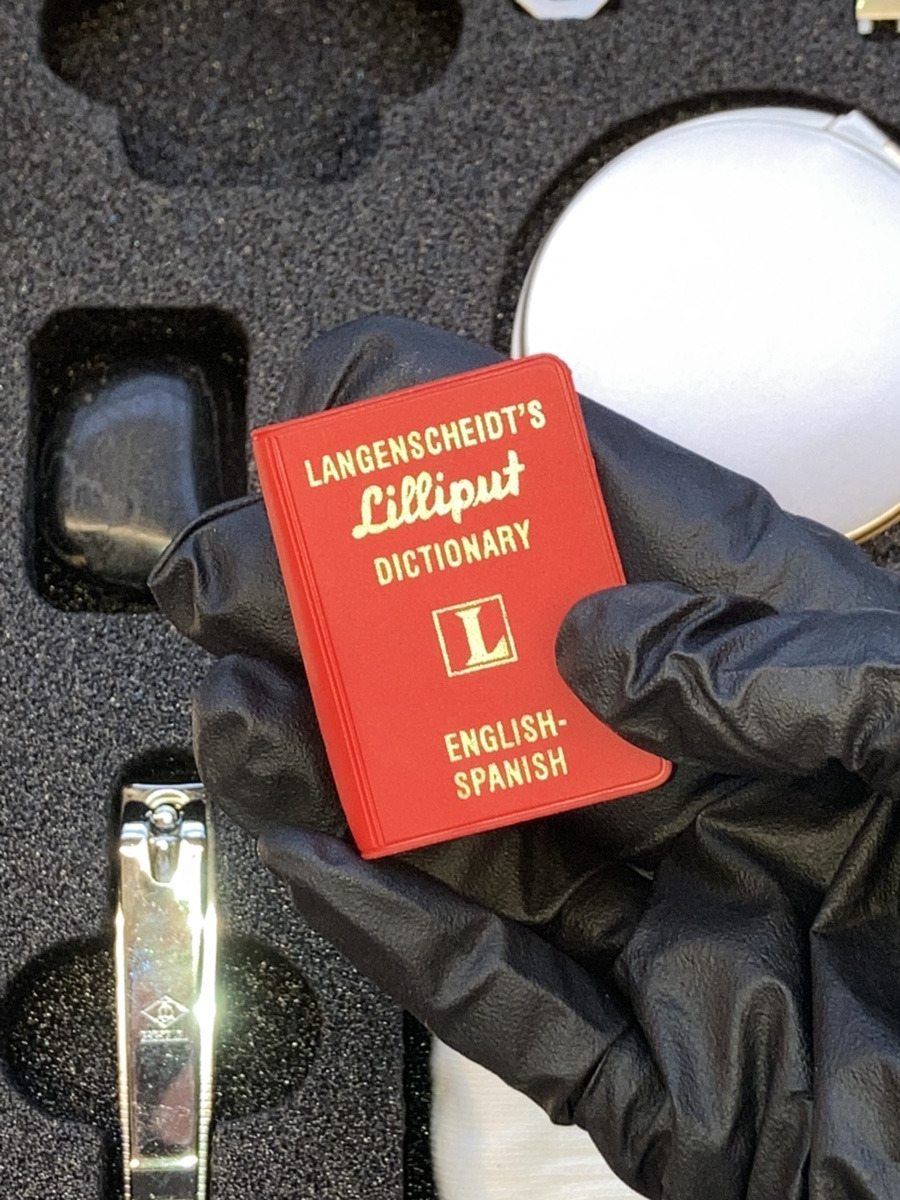 LANGENSCHEIDT'S
Lilliput
DICTIONARY
L
ENGLISH-
SPANISH